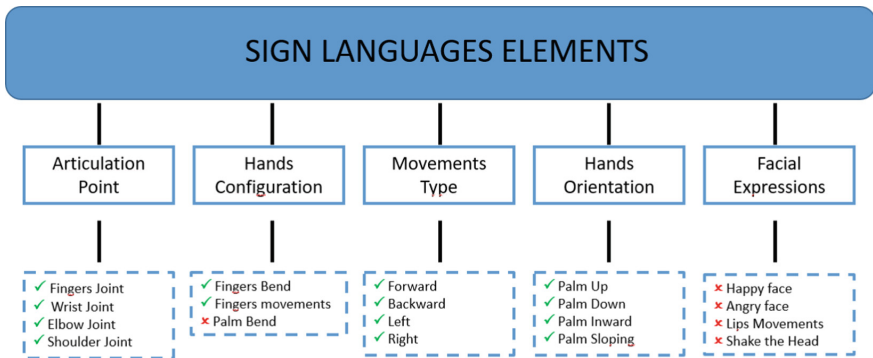 SIGN LANGUAGES ELEMENTS
Articulation
Point
Hands
Configuration
Movements
Type
Hands
Orientation
Facial
Expressions
✓ Fingers Joint
✓ Wrist Joint
✓ Elbow Joint
✓ Shoulder Joint
✓ Fingers Bend
✓ Fingers movements
✗ Palm Bend
✓ Forward
✓ Backward
✓ Left
✓ Right
✓ Palm Up
✓ Palm Down
✓ Palm Inward
✓ Palm Sloping
✗ Happy face
✗ Angry face
✗ Lips Movements
✗ Shake the Head